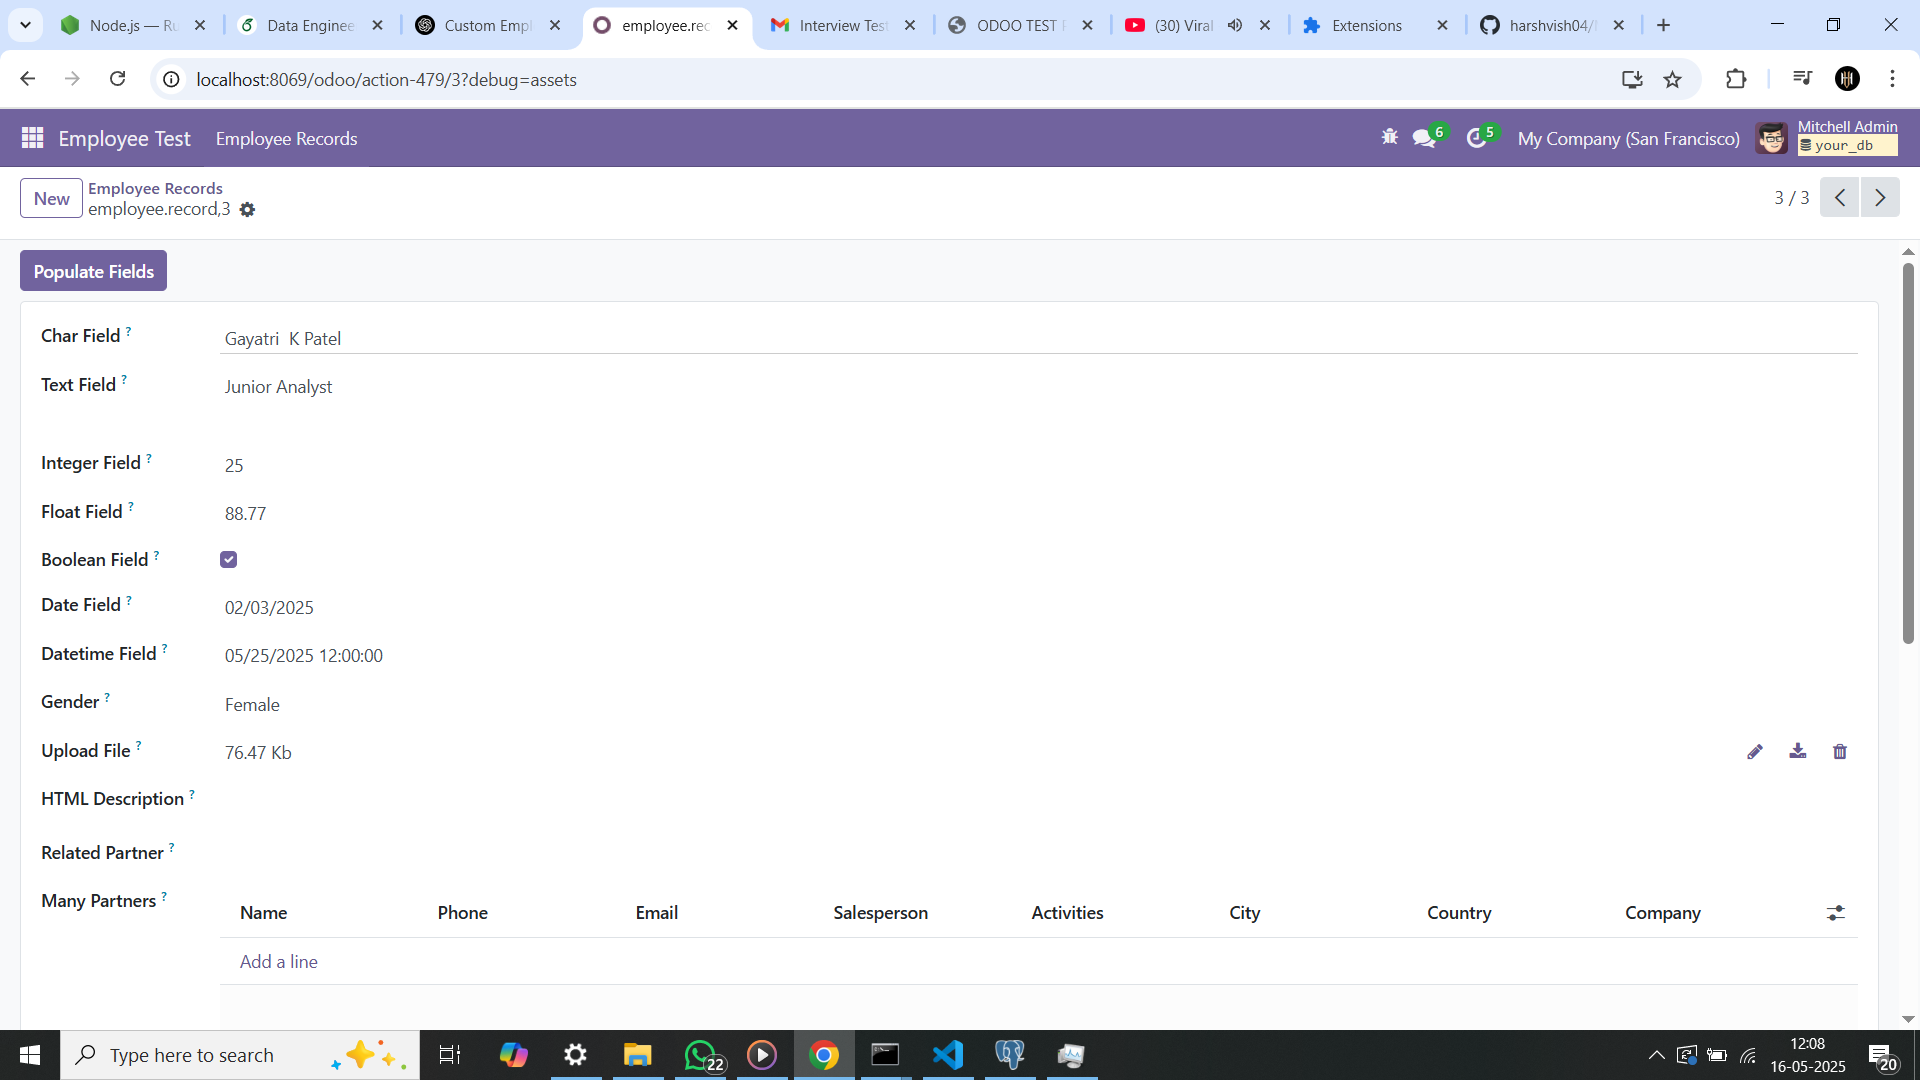 Node.js — Ru
Data Enginee
Custom Empl
employee.rec
Interview Test
ODOO TEST P
(30) Viral
Extensions
harshvish04/
localhost:8069/odoo/action-479/3?debug=assets
Employee Test
Employee Records
6
5
My Company (San Francisco)
Mitchell Admin
your_db
New
Employee Records
employee.record,3
3 / 3
Populate Fields
Char Field ?
Gayatri  K Patel
Text Field ?
Junior Analyst
Integer Field ?
25
Float Field ?
88.77
Boolean Field ?
Date Field ?
02/03/2025
Datetime Field ?
05/25/2025 12:00:00
Gender ?
Female
Upload File ?
76.47 Kb
HTML Description ?
Related Partner ?
Many Partners ?
Name Phone Email Salesperson Activities City Country Company
Add a line
Type here to search
22
12:08
16-05-2025
20